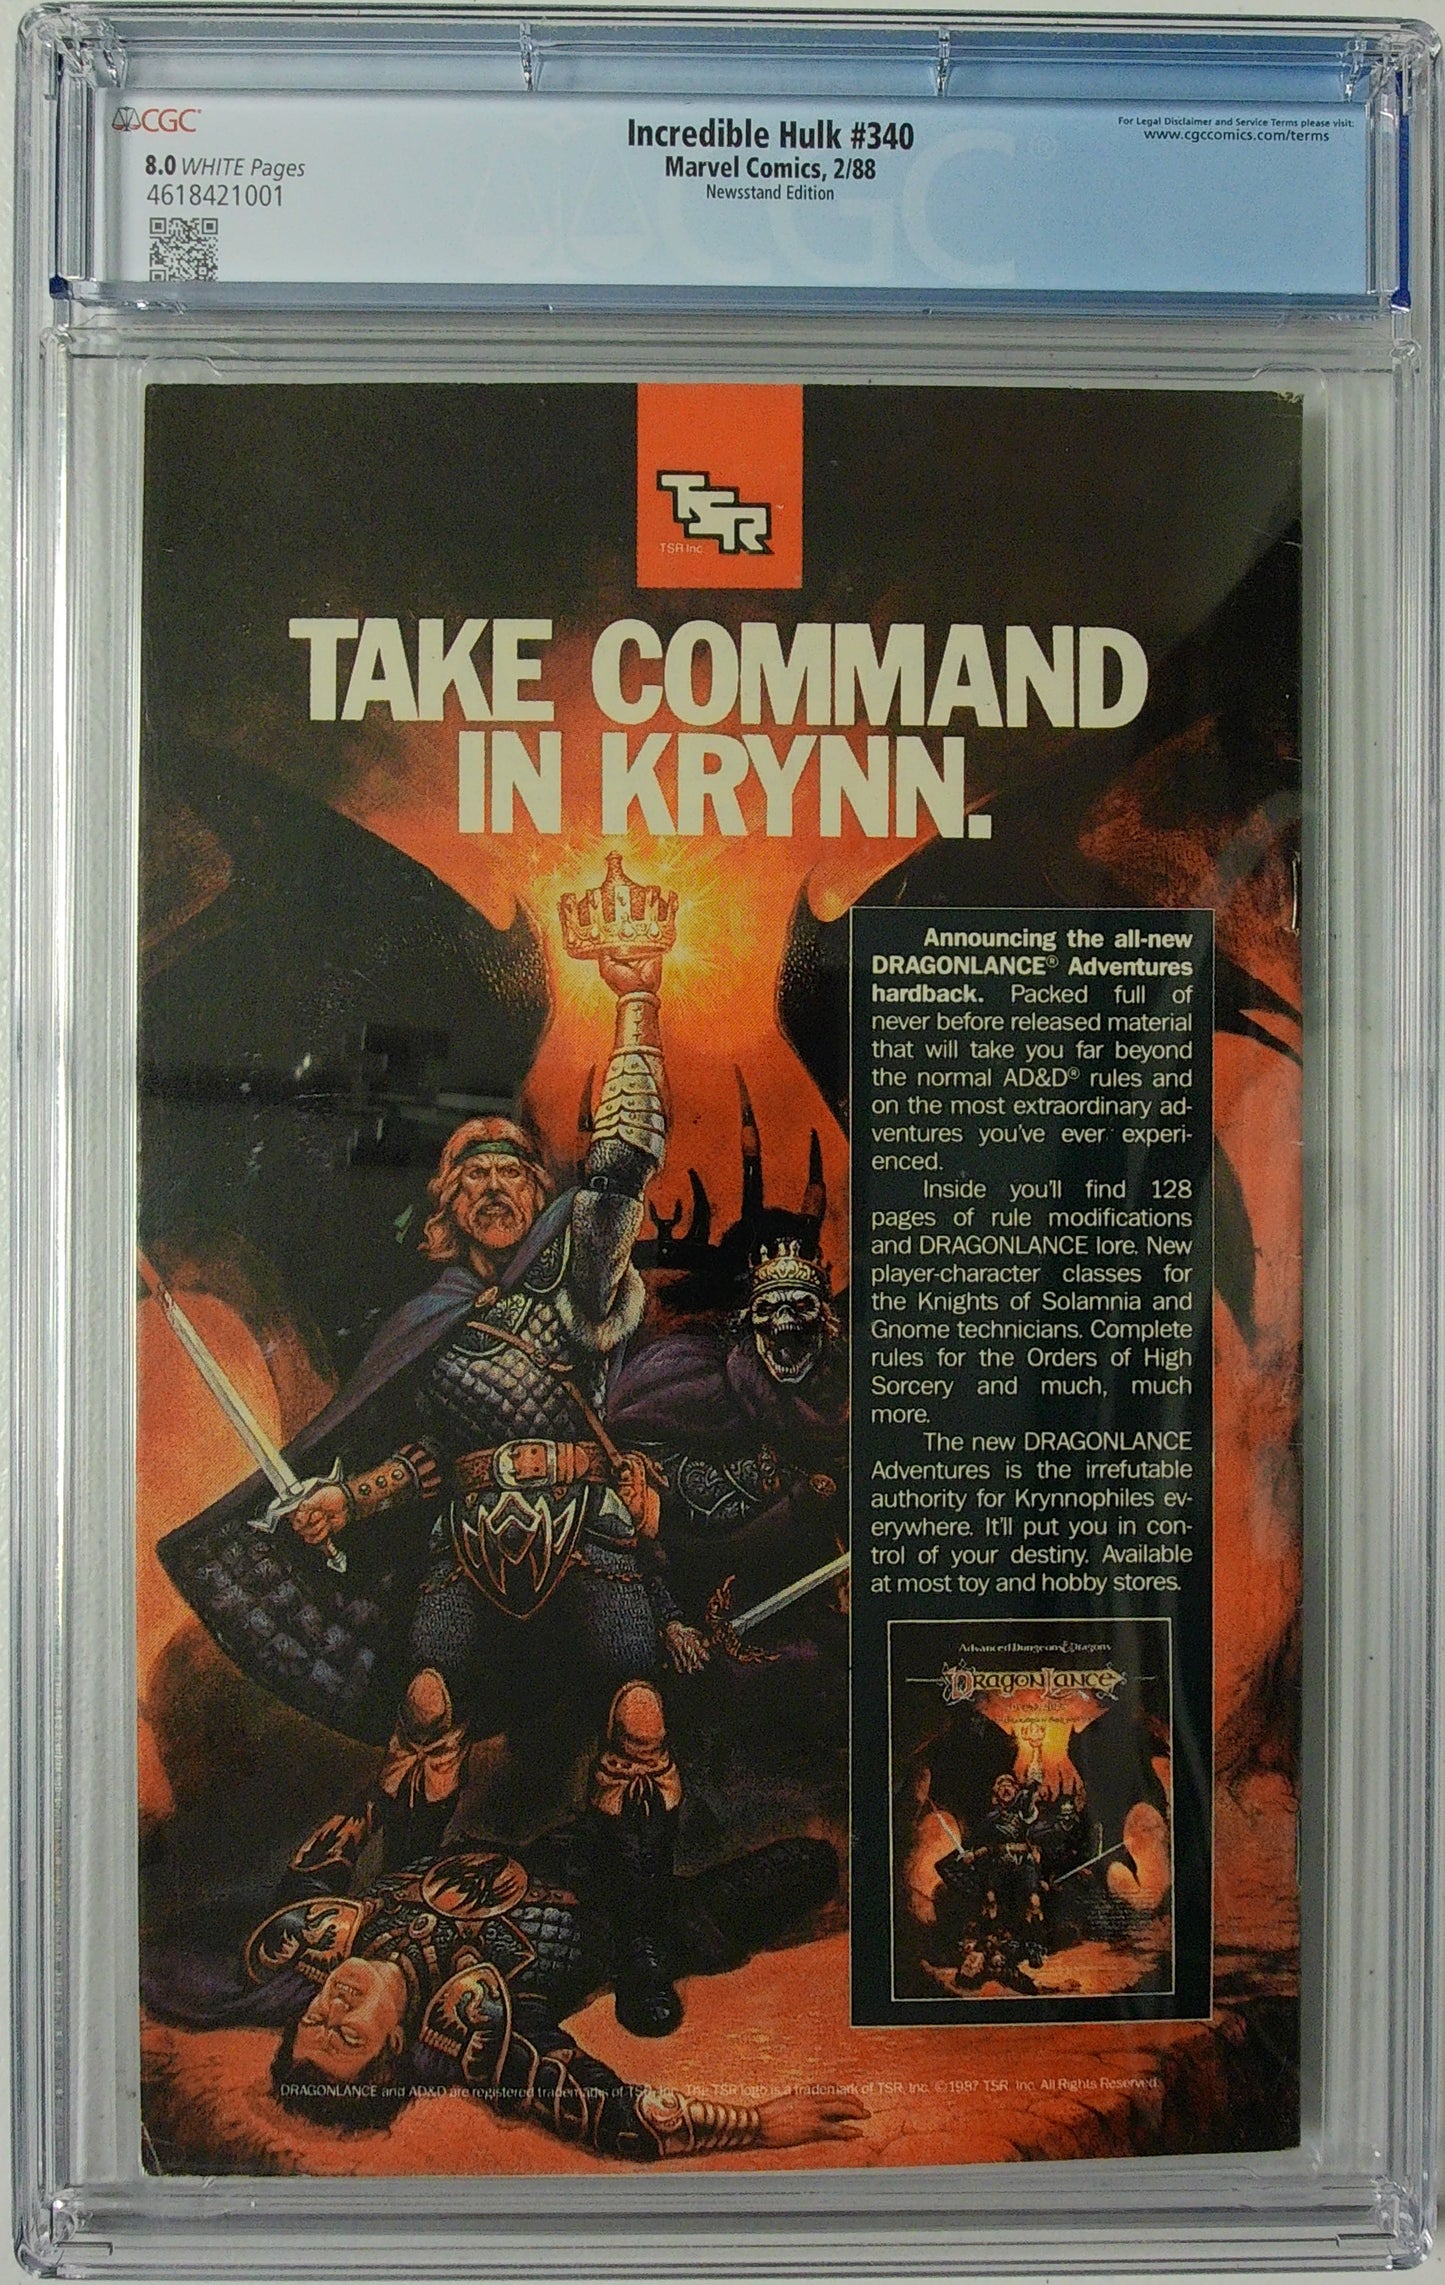 CGC
8.0 WHITE Pages
4618421001
Incredible Hulk #340
Marvel Comics, 2/88
Newsstand Edition
For Legal Disclaimer and Service Terms please visit:
www.cgccomics.com/terms
CGC®
TSR
TSR Inc.
TAKE COMMAND
IN KRYNN.
Announcing the all-new
DRAGONLANCE® Adventures
hardback. Packed full of
never before released material
that will take you far beyond
the normal AD&D® rules and
on the most extraordinary ad-
ventures you've ever experi-
enced.
Inside you'll find 128
pages of rule modifications
and DRAGONLANCE lore. New
player-character classes for
the Knights of Solamnia and
Gnome technicians. Complete
rules for the Orders of High
Sorcery and much, much
more.
The new DRAGONLANCE
Adventures is the irrefutable
authority for Krynnophiles ev-
erywhere. It'll put you in con-
trol of your destiny. Available
at most toy and hobby stores.
Advanced Dungeons & Dragons
DRAGONLANCE
DRAGONLANCE and AD&D are registered trademarks of TSR, Inc. The TSR logo is a trademark of TSR, Inc. ©1987 TSR, Inc. All Rights Reserved.